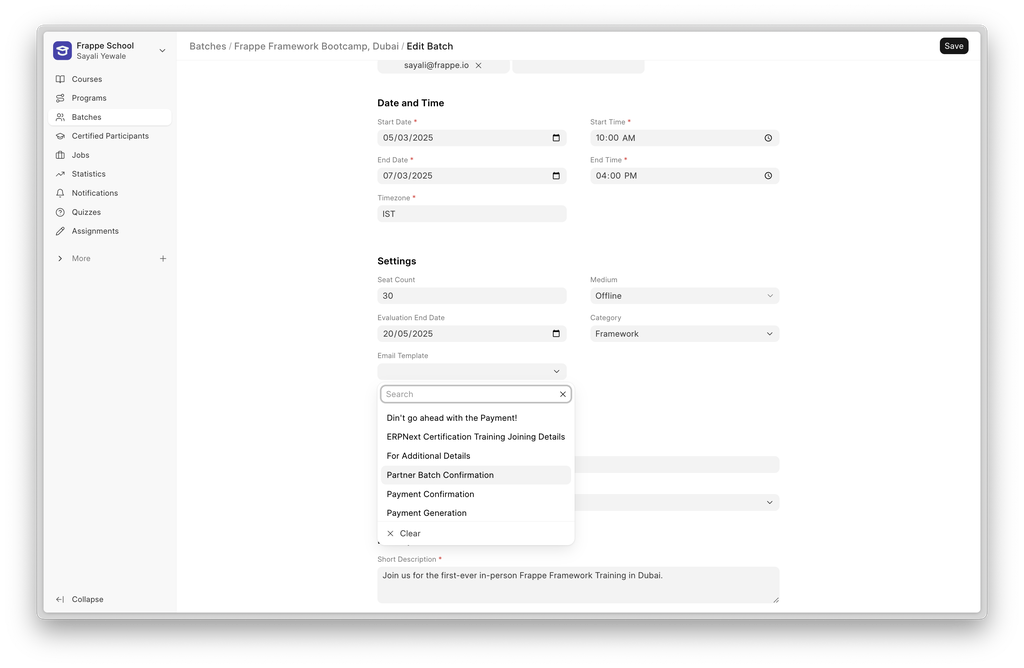 Frappe School
Sayali Yewale
Courses
Programs
Batches
Certified Participants
Jobs
Statistics
Notifications
Quizzes
Assignments
More
Collapse
Batches / Frappe Framework Bootcamp, Dubai / Edit Batch
Save
sayali@frappe.io
Date and Time
Start Date *
05/03/2025
Start Time *
10:00 AM
End Date *
07/03/2025
End Time *
04:00 PM
Timezone *
IST
Settings
Seat Count
30
Medium
Offline
Evaluation End Date
20/05/2025
Category
Framework
Email Template
Search
Din't go ahead with the Payment!
ERPNext Certification Training Joining Details
For Additional Details
Partner Batch Confirmation
Payment Confirmation
Payment Generation
Clear
Short Description *
Join us for the first-ever in-person Frappe Framework Training in Dubai.